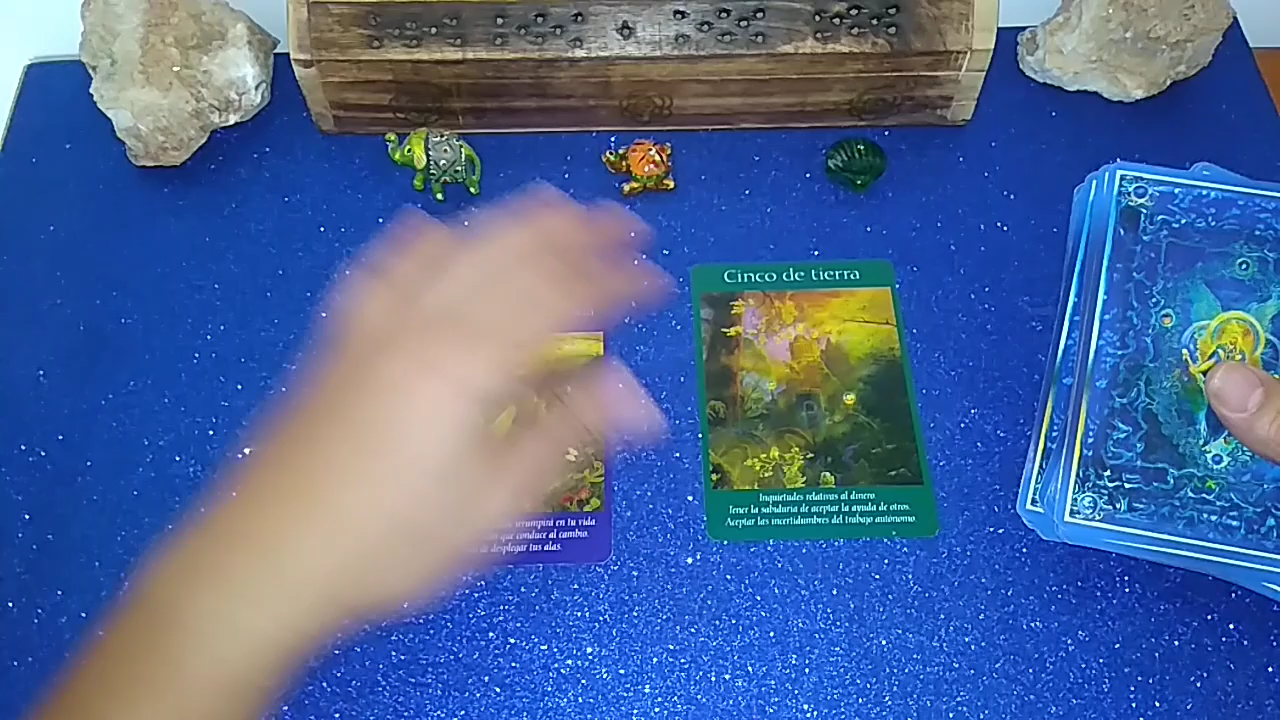 Cinco de tierra
Inquietudes relativas al dinero.
Tener la sabiduría de aceptar la ayuda de otros.
Aceptar las incertidumbres del trabajo autónomo.
irrumpirá en tu vida
que conduce al cambio.
de desplegar tus alas.